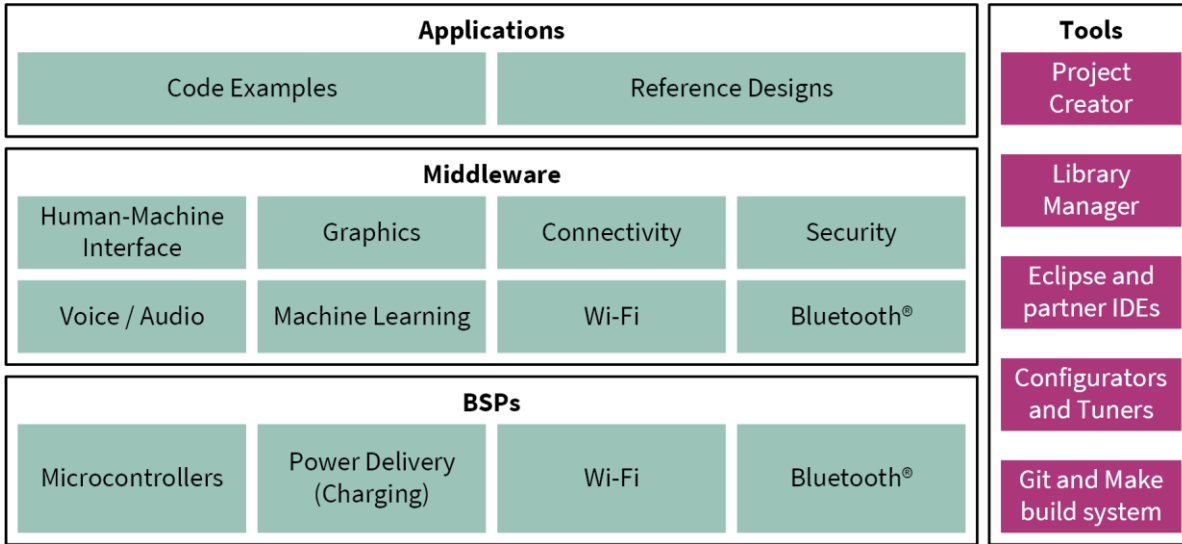 Applications
Code Examples
Reference Designs
Middleware
Human-Machine
Interface
Graphics
Connectivity
Security
Voice / Audio
Machine Learning
Wi-Fi
Bluetooth®
BSPs
Microcontrollers
Power Delivery
(Charging)
Wi-Fi
Bluetooth®
Tools
Project
Creator
Library
Manager
Eclipse and
partner IDEs
Configurators
and Tuners
Git and Make
build system